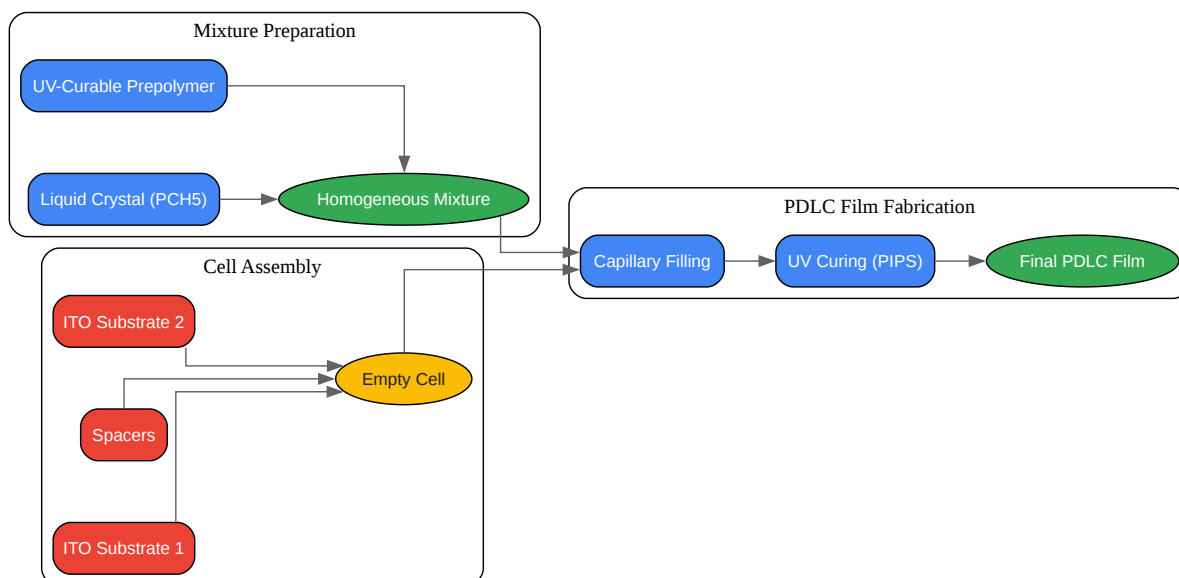 Mixture Preparation
UV-Curable Prepolymer
Liquid Crystal (PCH5)
Homogeneous Mixture
Cell Assembly
ITO Substrate 2
Spacers
ITO Substrate 1
Empty Cell
PDLC Film Fabrication
Capillary Filling
UV Curing (PIPS)
Final PDLC Film